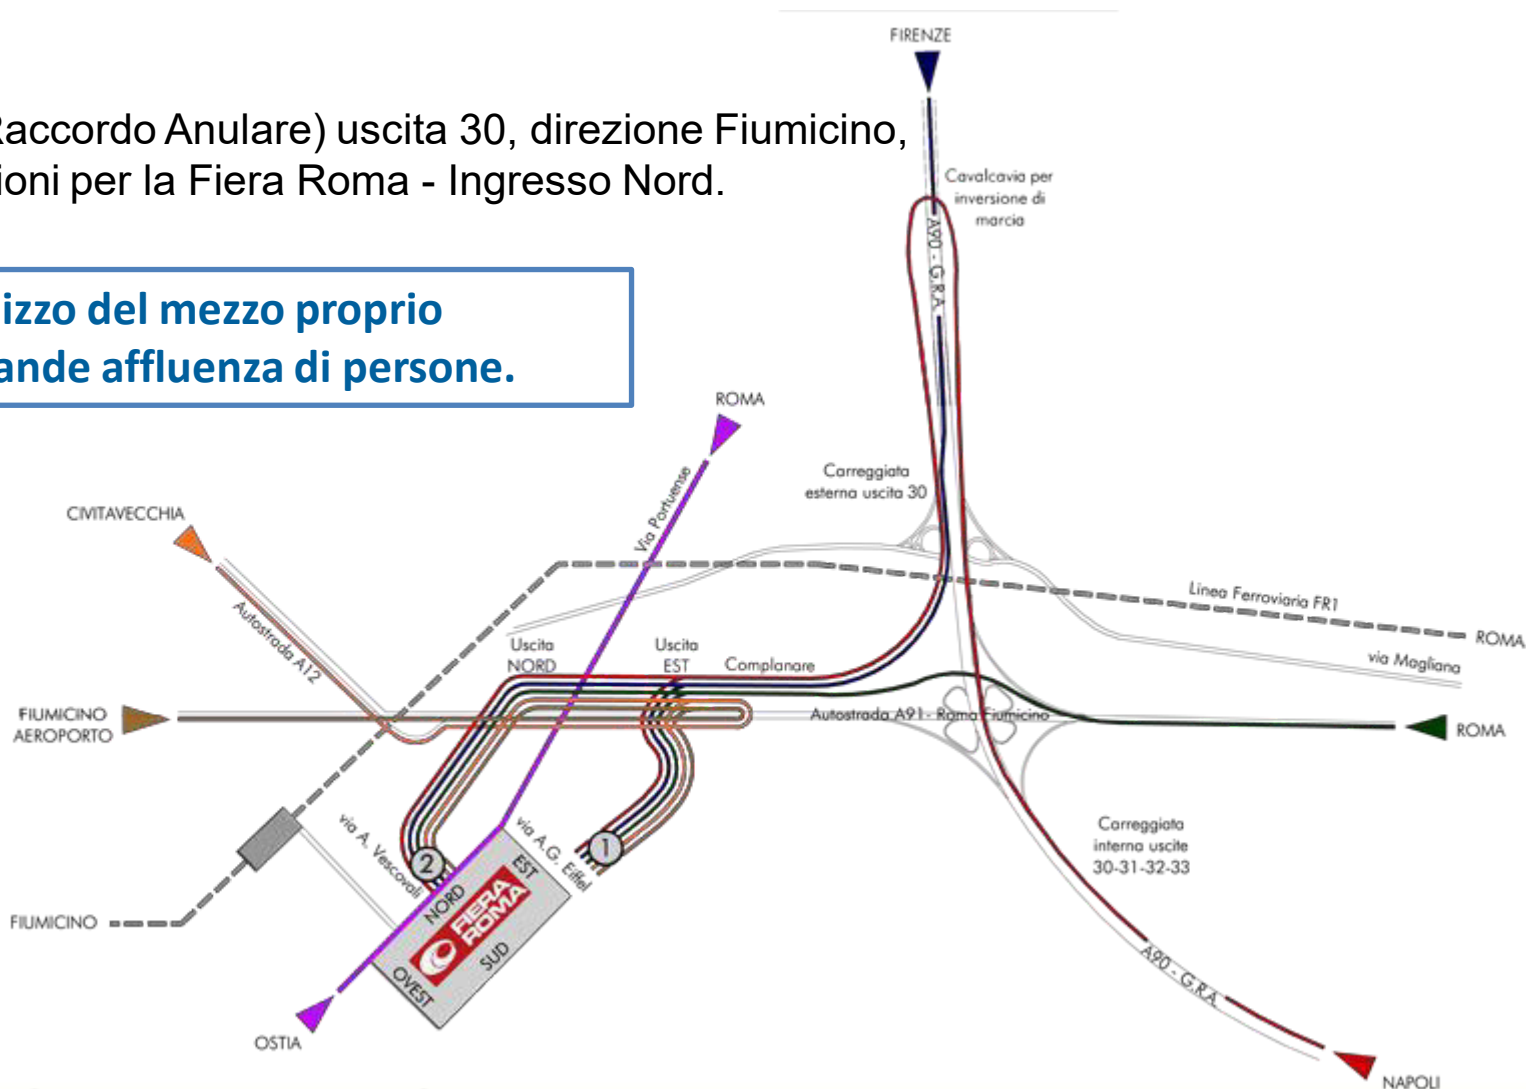 FIRENZE
Raccordo Anulare) uscita 30, direzione Fiumicino,
ioni per la Fiera Roma - Ingresso Nord.
Cavalcavia per
inversione di
marcia
A90 - G.R.A.
izzo del mezzo proprio
ande affluenza di persone.
ROMA
Via Portuense
Carreggiata
esterna uscita 30
CIVITAVECCHIA
Autostrada A12
Linea Ferroviaria FR1
ROMA
via Magliana
Uscita
NORD
Uscita
EST
Complanare
FIUMICINO
AEROPORTO
Autostrada A91 - Roma Fiumicino
ROMA
via A. Vescovali
via A.G. Eiffel
1
2
Carreggiata
interna uscite
30-31-32-33
EST
NORD
FIERA
ROMA
SUD
OVEST
FIUMICINO
A90 - G.R.A.
OSTIA
NAPOLI